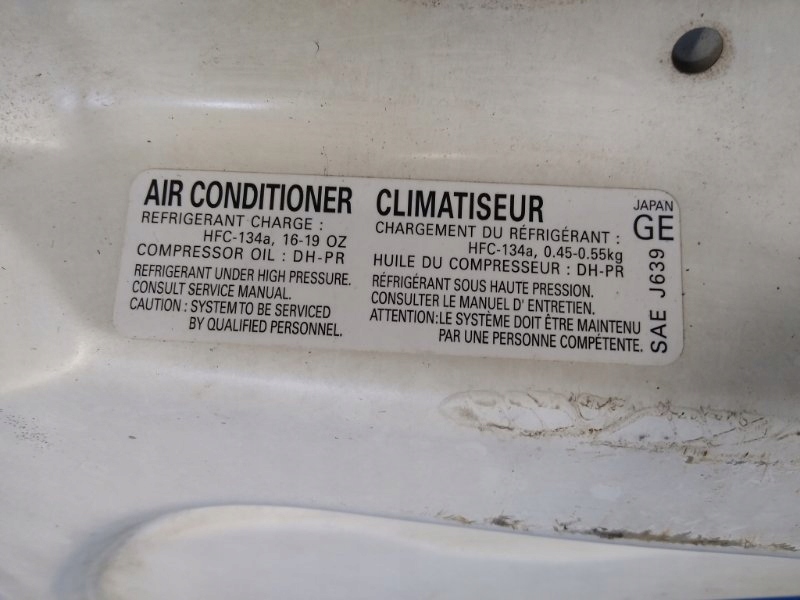 AIR CONDITIONER
REFRIGERANT CHARGE :
HFC-134a, 16-19 OZ
COMPRESSOR OIL : DH-PR
REFRIGERANT UNDER HIGH PRESSURE.
CONSULT SERVICE MANUAL.
CAUTION : SYSTEM TO BE SERVICED
BY QUALIFIED PERSONNEL.
CLIMATISEUR
CHARGEMENT DU RÉFRIGÉRANT :
HFC-134a, 0.45-0.55kg
HUILE DU COMPRESSEUR : DH-PR
RÉFRIGÉRANT SOUS HAUTE PRESSION.
CONSULTER LE MANUEL D' ENTRETIEN.
ATTENTION:LE SYSTÈME DOIT ÊTRE MAINTENU
PAR UNE PERSONNE COMPÉTENTE.
JAPAN
GE
SAE J639